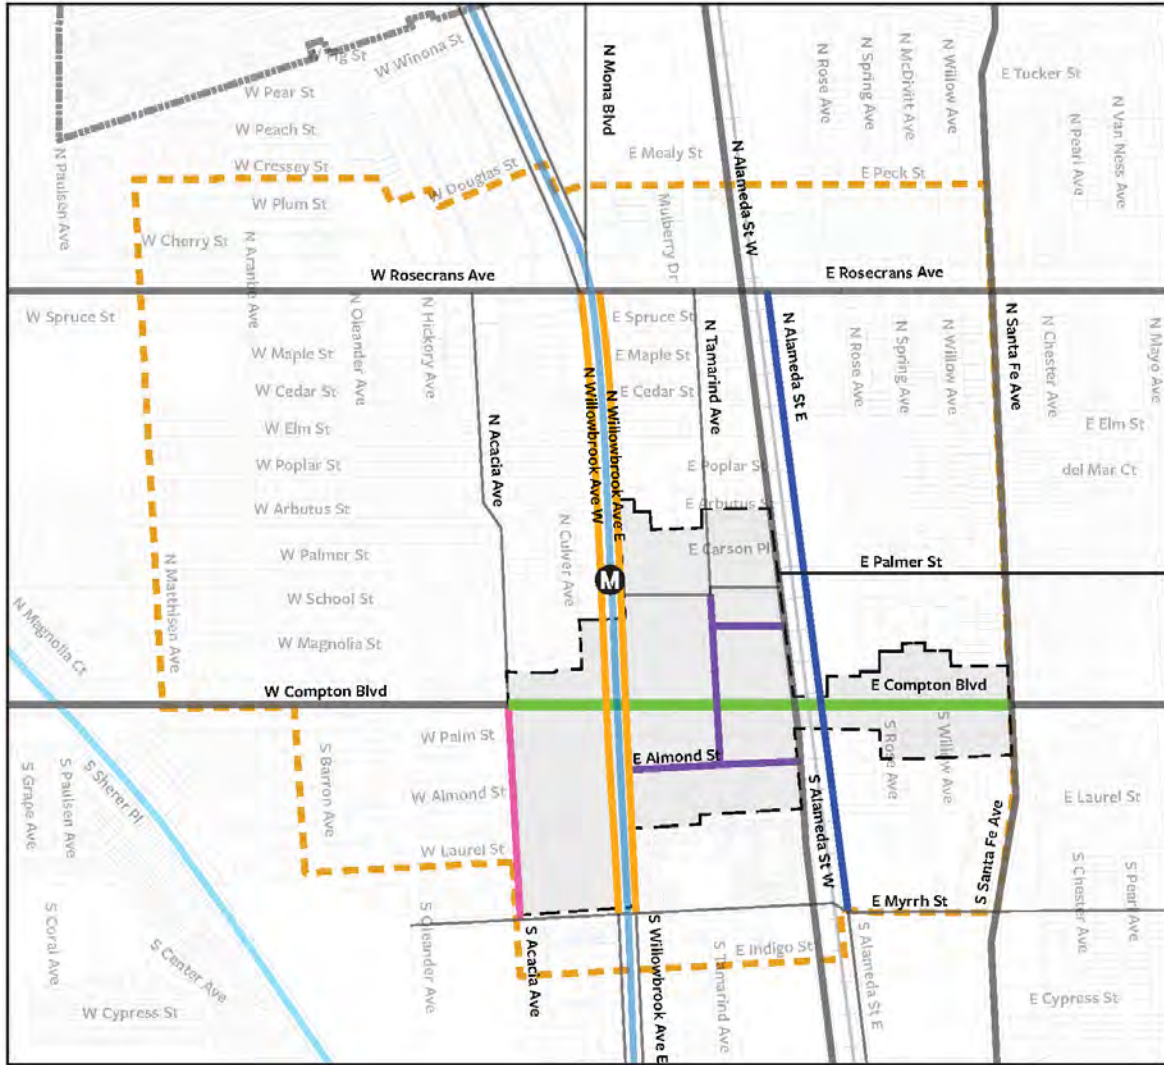 W Fig St
W Winona St
W Pear St
W Peach St
W Cressey St
W Douglas St
W Plum St
W Cherry St
N Paulsen Ave
N Aranbe Ave
N Mona Blvd
N Alameda St W
E Mealy St
Mulberry Dr
N Rose Ave
N Spring Ave
N McDivitt Ave
N Willow Ave
E Tucker St
N Pearl Ave
N Van Ness Ave
E Peck St
W Rosecrans Ave
E Rosecrans Ave
W Spruce St
N Oleander Ave
N Hickory Ave
W Maple St
W Cedar St
W Elm St
W Poplar St
W Arbutus St
W Palmer St
W School St
W Magnolia St
N Matthisen Ave
N Magnolia Ct
N Acacia Ave
N Culver Ave
N Willowbrook Ave W
N Willowbrook Ave E
M
E Spruce St
E Maple St
E Cedar St
N Tamarind Ave
E Poplar St
E Arbutus St
E Carson Pl
N Alameda St E
N Rose Ave
N Spring Ave
N Willow Ave
N Santa Fe Ave
N Chester Ave
N Mayo Ave
E Elm St
del Mar Ct
E Palmer St
W Compton Blvd
E Compton Blvd
W Palm St
W Almond St
W Laurel St
E Almond St
S Grape Ave
S Paulsen Ave
S Sherer Pl
S Barron Ave
S Rose Ave
S Willow Ave
S Alameda St W
S Santa Fe Ave
E Laurel St
E Myrrh St
S Chester Ave
S Pearl Ave
S Coral Ave
S Center Ave
S Oleander Ave
S Acacia Ave
S Willowbrook Ave E
S Tamarind Ave
E Indigo St
S Alameda St E
W Cypress St
E Cypress St